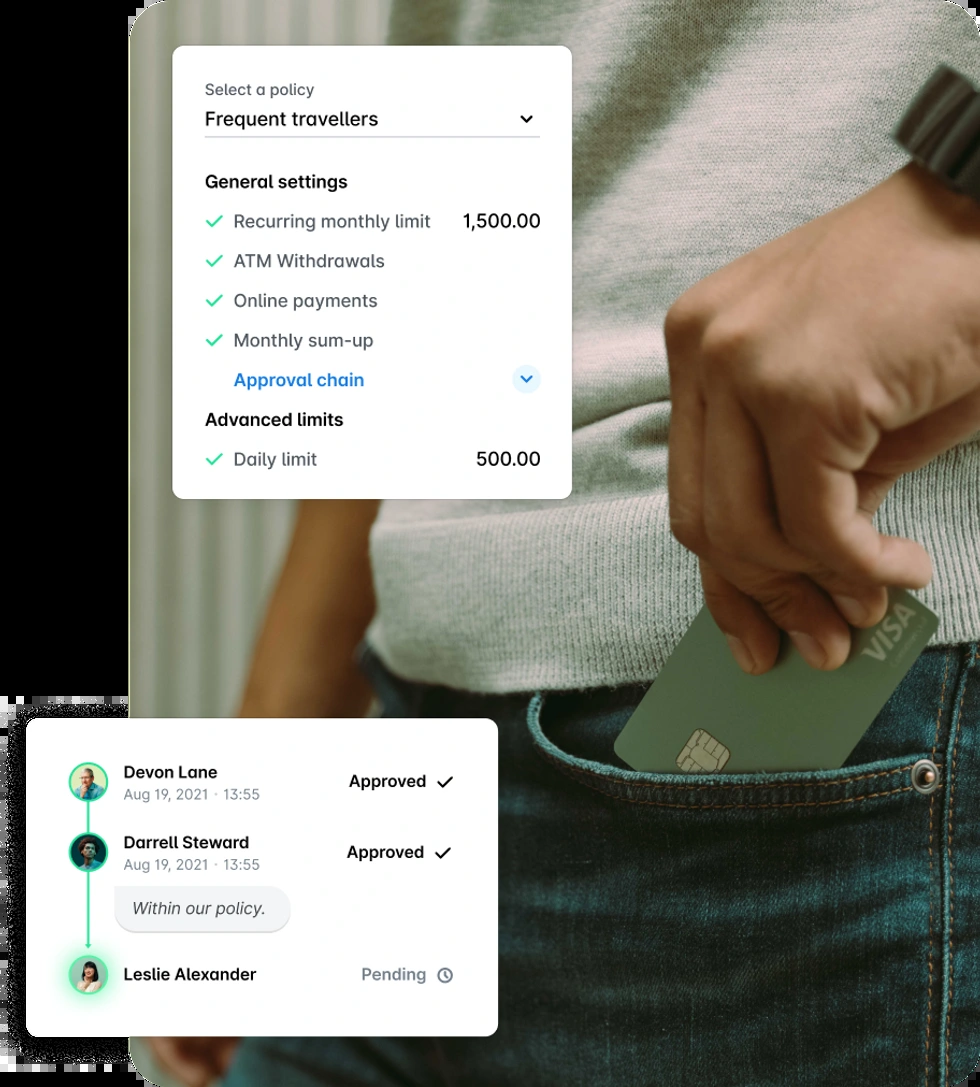 Select a policy
Frequent travellers
General settings
Recurring monthly limit 1,500.00
ATM Withdrawals
Online payments
Monthly sum-up
Approval chain
Advanced limits
Daily limit 500.00
VISA
Devon Lane Approved
Aug 19, 2021 · 13:55
Darrell Steward Approved
Aug 19, 2021 · 13:55
Within our policy.
Leslie Alexander Pending